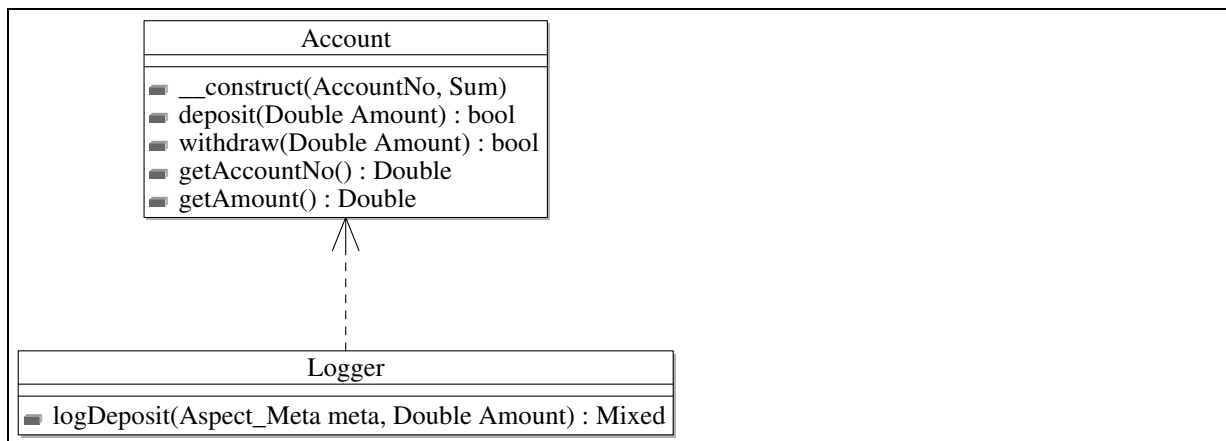 Account
__construct(AccountNo, Sum)
deposit(Double Amount) : bool
withdraw(Double Amount) : bool
getAccountNo() : Double
getAmount() : Double
Logger
logDeposit(Aspect_Meta meta, Double Amount) : Mixed